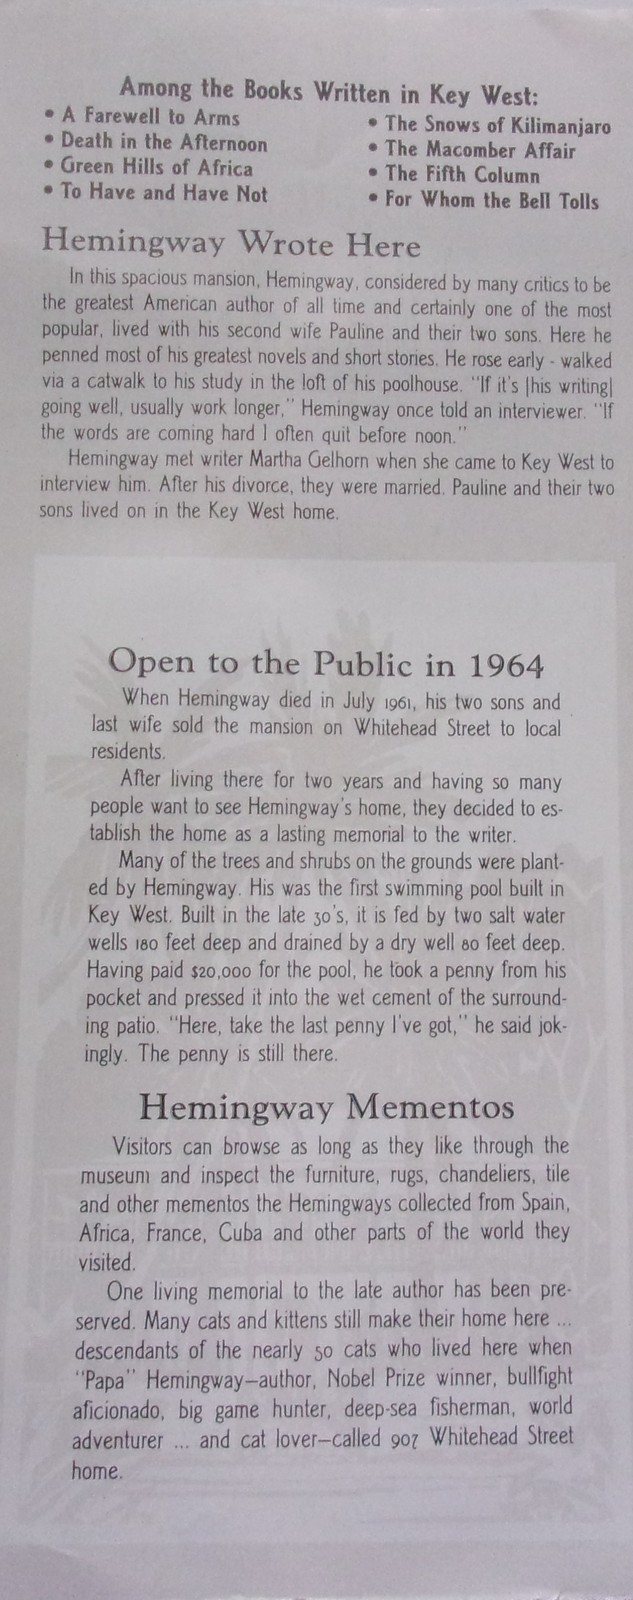 Among the Books Written in Key West:
• A Farewell to Arms
• Death in the Afternoon
• Green Hills of Africa
• To Have and Have Not
• The Snows of Kilimanjaro
• The Macomber Affair
• The Fifth Column
• For Whom the Bell Tolls
Hemingway Wrote Here
In this spacious mansion, Hemingway, considered by many critics to be
the greatest American author of all time and certainly one of the most
popular, lived with his second wife Pauline and their two sons. Here he
penned most of his greatest novels and short stories. He rose early - walked
via a catwalk to his study in the loft of his poolhouse. "If it's |his writing|
going well, usually work longer," Hemingway once told an interviewer. "If
the words are coming hard I often quit before noon."
Hemingway met writer Martha Gelhorn when she came to Key West to
interview him. After his divorce, they were married. Pauline and their two
sons lived on in the Key West home.
Open to the Public in 1964
When Hemingway died in July 1961, his two sons and
last wife sold the mansion on Whitehead Street to local
residents.
After living there for two years and having so many
people want to see Hemingway's home, they decided to es-
tablish the home as a lasting memorial to the writer.
Many of the trees and shrubs on the grounds were plant-
ed by Hemingway. His was the first swimming pool built in
Key West. Built in the late 30's, it is fed by two salt water
wells 180 feet deep and drained by a dry well 80 feet deep.
Having paid $20,000 for the pool, he took a penny from his
pocket and pressed it into the wet cement of the surround-
ing patio. "Here, take the last penny I've got," he said jok-
ingly. The penny is still there.
Hemingway Mementos
Visitors can browse as long as they like through the
museum and inspect the furniture, rugs, chandeliers, tile
and other mementos the Hemingways collected from Spain,
Africa, France, Cuba and other parts of the world they
visited.
One living memorial to the late author has been pre-
served. Many cats and kittens still make their home here ...
descendants of the nearly 50 cats who lived here when
"Papa" Hemingway—author, Nobel Prize winner, bullfight
aficionado, big game hunter, deep-sea fisherman, world
adventurer ... and cat lover—called 907 Whitehead Street
home.